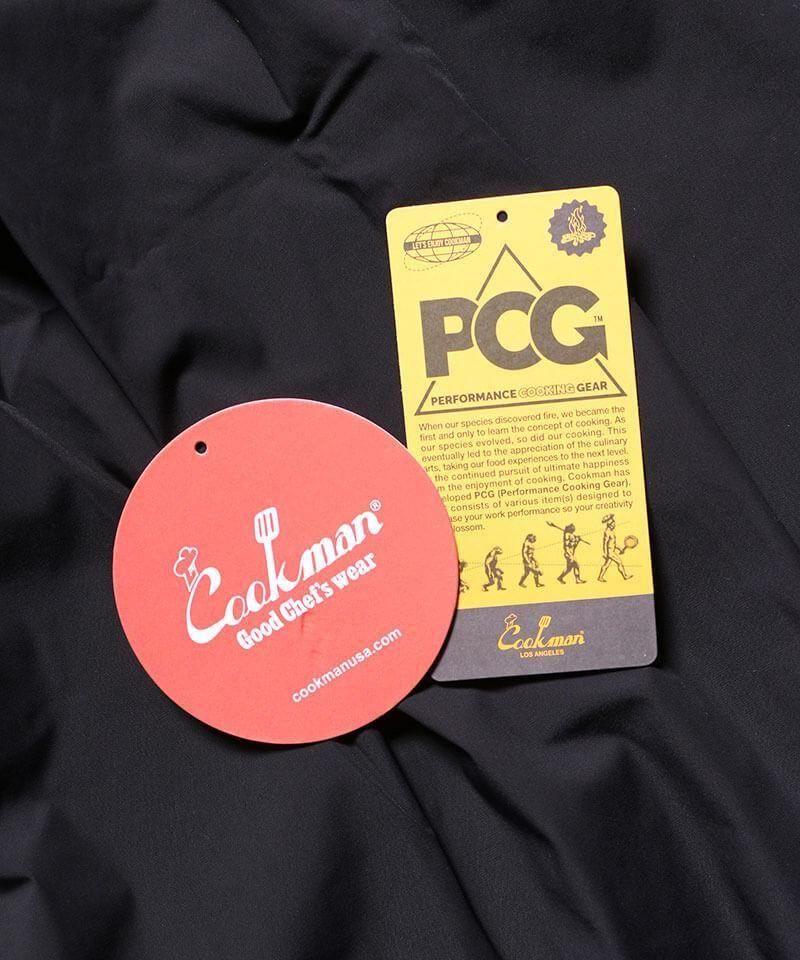 LET'S ENJOY COOKMAN
PCG™
PERFORMANCE COOKING GEAR
When our species discovered fire, we became the
first and only to learn the concept of cooking. As
our species evolved, so did our cooking. This
eventually led to the appreciation of the culinary
arts, taking our food experiences to the next level.
the continued pursuit of ultimate happiness
the enjoyment of cooking, Cookman has
PCG (Performance Cooking Gear).
consists of various item(s) designed to
your work performance so your creativity
Cookman
LOS ANGELES
Cookman®
Good Chef's wear
cookmanusa.com